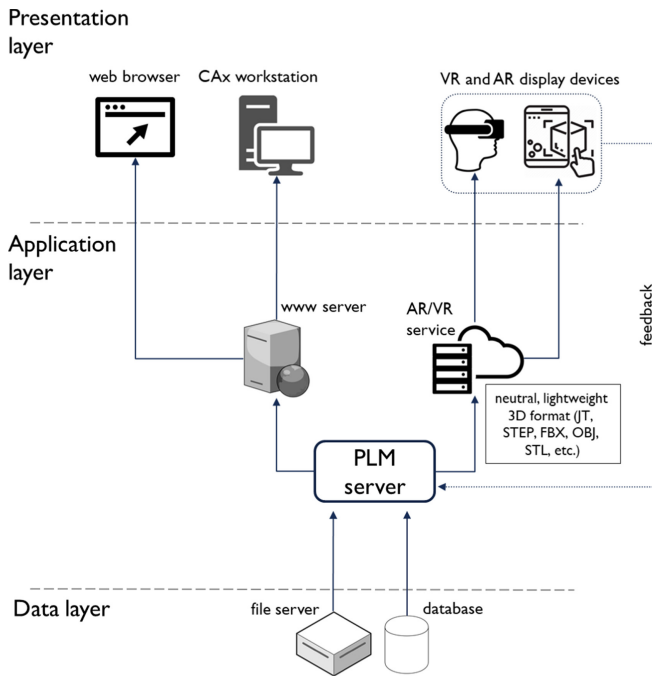 Presentation
layer
web browser
CAx workstation
VR and AR display devices
Application
layer
www server
AR/VR
service
feedback
neutral, lightweight
3D format (JT,
STEP, FBX, OBJ,
STL, etc.)
PLM
server
Data layer
file server
database